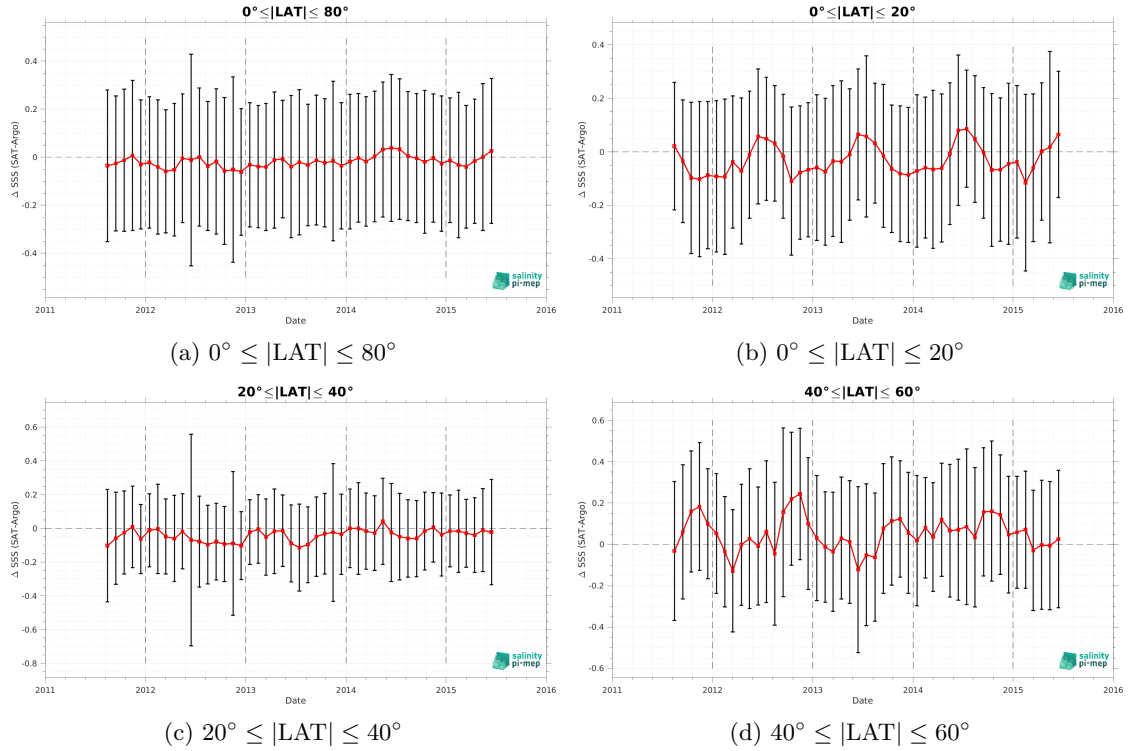 0°≤|LAT|≤ 80°
0.4
0.2
0
-0.2
-0.4
Δ SSS (SAT-Argo)
2011
2012
2013
2014
2015
2016
Date
salinity
pi-mep
(a) 0° ≤ |LAT| ≤ 80°
0°≤|LAT|≤ 20°
0.4
0.2
0
-0.2
-0.4
Δ SSS (SAT-Argo)
2011
2012
2013
2014
2015
2016
Date
salinity
pi-mep
(b) 0° ≤ |LAT| ≤ 20°
20°≤|LAT|≤ 40°
0.6
0.4
0.2
0
-0.2
-0.4
-0.6
-0.8
Δ SSS (SAT-Argo)
2011
2012
2013
2014
2015
2016
Date
salinity
pi-mep
(c) 20° ≤ |LAT| ≤ 40°
40°≤|LAT|≤ 60°
0.6
0.4
0.2
0
-0.2
-0.4
-0.6
Δ SSS (SAT-Argo)
2011
2012
2013
2014
2015
2016
Date
salinity
pi-mep
(d) 40° ≤ |LAT| ≤ 60°